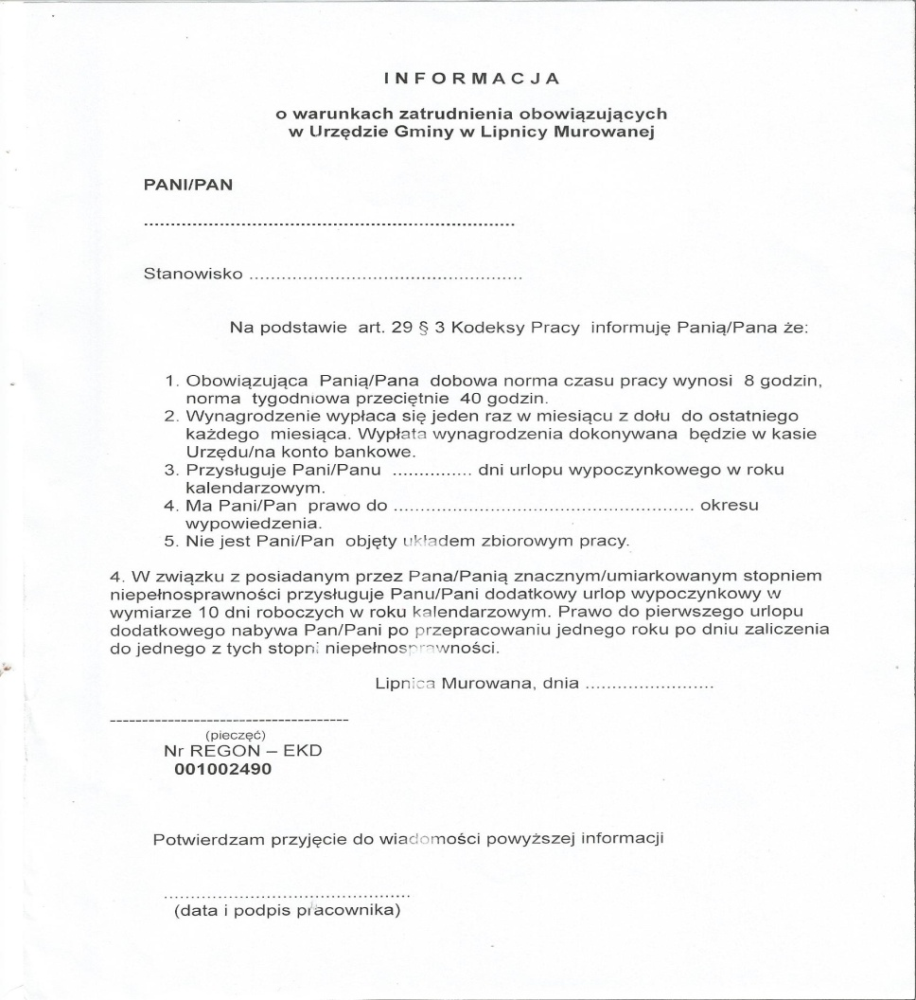 I N F O R M A C J A
o warunkach zatrudnienia obowiązujących
w Urzędzie Gminy w Lipnicy Murowanej
PANI/PAN
.....................................................................
Stanowisko ...................................................
Na podstawie art. 29 § 3 Kodeksy Pracy informuję Panią/Pana że:
1. Obowiązująca Panią/Pana dobowa norma czasu pracy wynosi 8 godzin,
norma tygodniowa przeciętnie 40 godzin.
2. Wynagrodzenie wypłaca się jeden raz w miesiącu z dołu do ostatniego
każdego miesiąca. Wypłata wynagrodzenia dokonywana będzie w kasie
Urzędu/na konto bankowe.
3. Przysługuje Pani/Panu ............... dni urlopu wypoczynkowego w roku
kalendarzowym.
4. Ma Pani/Pan prawo do ........................................................ okresu
wypowiedzenia.
5. Nie jest Pani/Pan objęty układem zbiorowym pracy.
4. W związku z posiadanym przez Pana/Panią znacznym/umiarkowanym stopniem
niepełnosprawności przysługuje Panu/Pani dodatkowy urlop wypoczynkowy w
wymiarze 10 dni roboczych w roku kalendarzowym. Prawo do pierwszego urlopu
dodatkowego nabywa Pan/Pani po przepracowaniu jednego roku po dniu zaliczenia
do jednego z tych stopni niepełnosprawności.
Lipnica Murowana, dnia ........................
-------------------------------------
(pieczęć)
Nr REGON – EKD
001002490
Potwierdzam przyjęcie do wiadomości powyższej informacji
..............................................
(data i podpis pracownika)